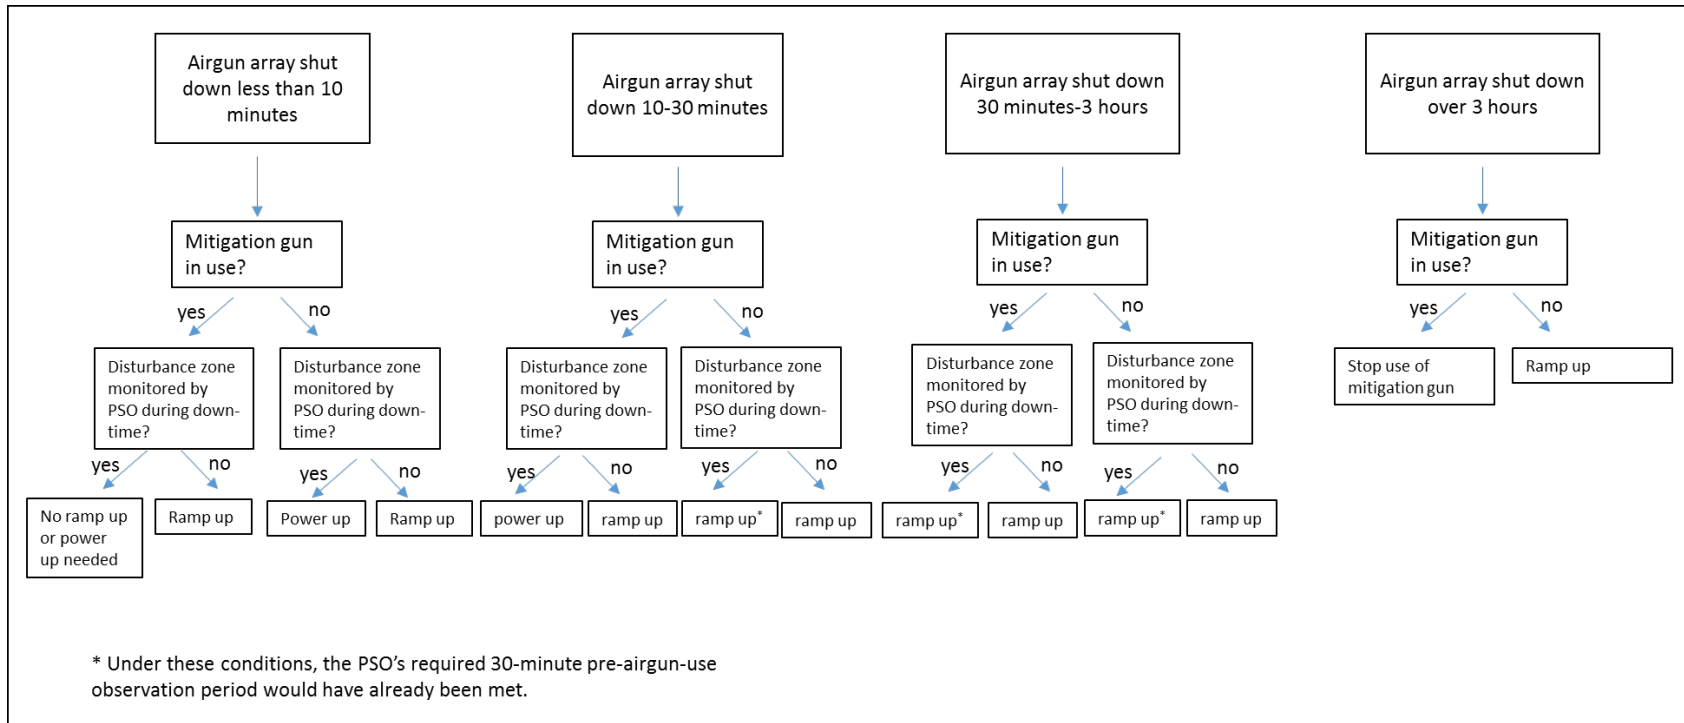 Airgun array shut
down less than 10
minutes
Airgun array shut
down 10-30 minutes
Airgun array shut down
30 minutes-3 hours
Airgun array shut down
over 3 hours
Mitigation gun
in use?
Mitigation gun
in use?
Mitigation gun
in use?
Mitigation gun
in use?
yes
no
yes
no
yes
no
yes
no
Disturbance zone
monitored by
PSO during down-
time?
Disturbance zone
monitored by
PSO during down-
time?
Disturbance zone
monitored by
PSO during down-
time?
Disturbance zone
monitored by
PSO during down-
time?
Disturbance zone
monitored by
PSO during down-
time?
Disturbance zone
monitored by
PSO during down-
time?
Stop use of
mitigation gun
Ramp up
yes
no
yes
no
yes
no
yes
no
yes
no
yes
no
No ramp up
or power
up needed
Ramp up
Power up
Ramp up
power up
ramp up
ramp up*
ramp up
ramp up*
ramp up
ramp up*
ramp up
* Under these conditions, the PSO’s required 30-minute pre-airgun-use
observation period would have already been met.